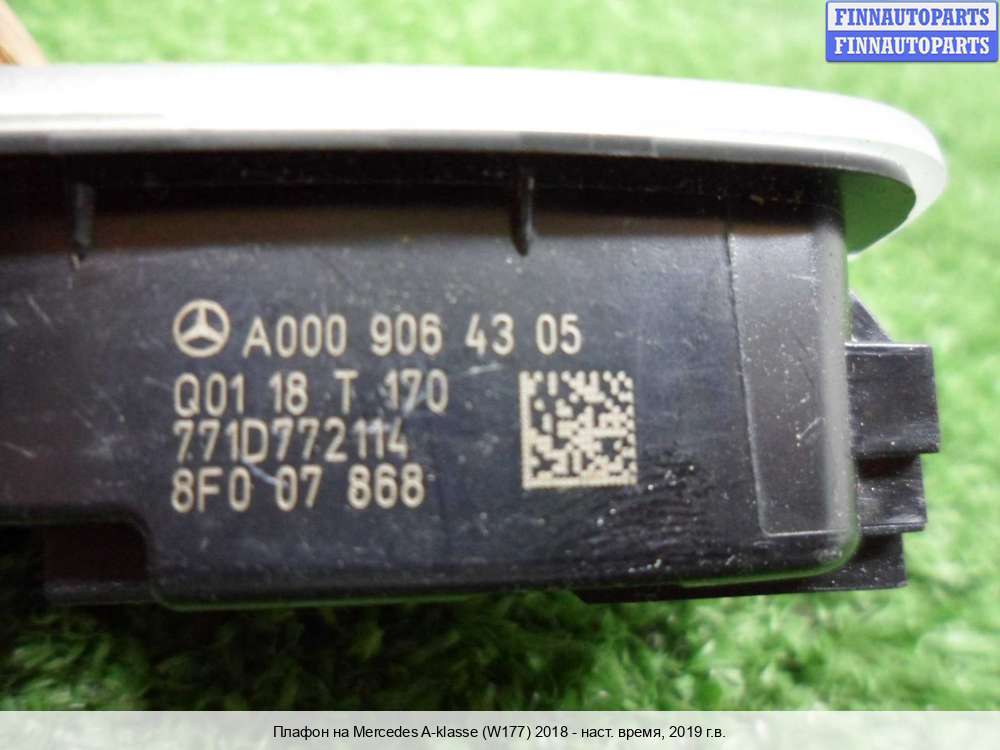 FINNAUTOPARTS
FINNAUTOPARTS
A000 906 43 05
Q01 18 T 170
771D772114
8F0 07 868
Плафон на Mercedes A-klasse (W177) 2018 - наст. время, 2019 г.в.